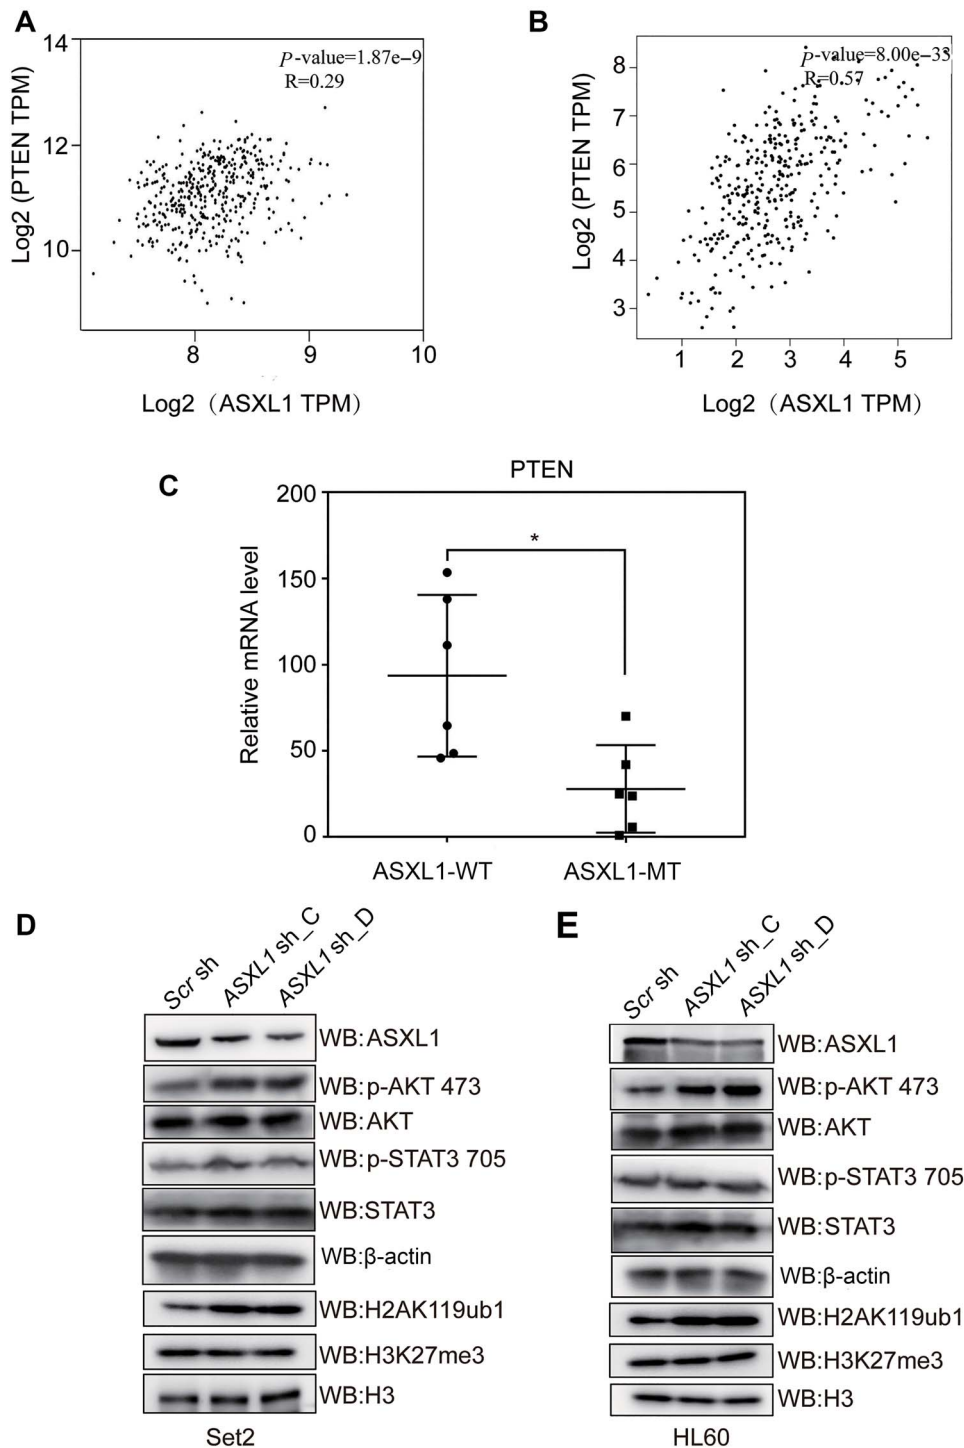 A
14
12
10
8
9
10
Log2 (PTEN TPM)
P-value=1.87e−9
R=0.29
Log2（ASXL1 TPM）
B
8
7
6
5
4
3
1
2
3
4
5
Log2 (PTEN TPM)
P-value=8.00e−33
R=0.57
Log2（ASXL1 TPM）
C
PTEN
200
150
100
50
0
Relative mRNA level
*
ASXL1-WT
ASXL1-MT
D
Scr sh
ASXL1 sh_C
ASXL1 sh_D
WB:ASXL1
WB:p-AKT 473
WB:AKT
WB:p-STAT3 705
WB:STAT3
WB:β-actin
WB:H2AK119ub1
WB:H3K27me3
WB:H3
Set2
E
Scr sh
ASXL1 sh_C
ASXL1 sh_D
WB:ASXL1
WB:p-AKT 473
WB:AKT
WB:p-STAT3 705
WB:STAT3
WB:β-actin
WB:H2AK119ub1
WB:H3K27me3
WB:H3
HL60